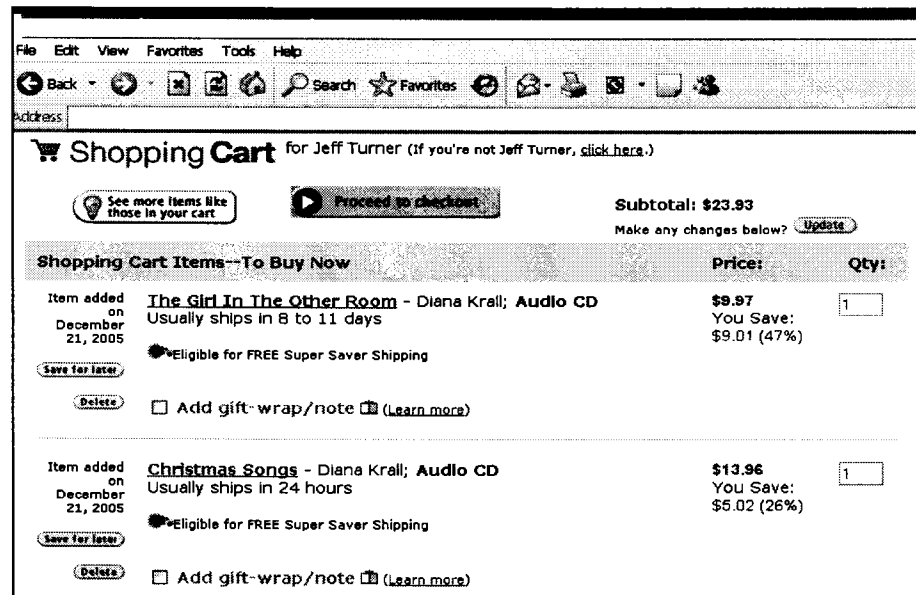 File Edit View Favorites Tools Help
Back Search Favorites
Address
Shopping Cart for Jeff Turner (If you're not Jeff Turner, click here.)
See more items like those in your cart
Proceed to checkout
Subtotal: $23.93
Make any changes below? Update
Shopping Cart Items--To Buy Now Price: Qty:
Item added on December 21, 2005
The Girl In The Other Room - Diana Krall; Audio CD
Usually ships in 8 to 11 days
Eligible for FREE Super Saver Shipping
$9.97
You Save:
$9.01 (47%)
1
Save for later
Delete
Add gift-wrap/note (Learn more)
Item added on December 21, 2005
Christmas Songs - Diana Krall; Audio CD
Usually ships in 24 hours
Eligible for FREE Super Saver Shipping
$13.96
You Save:
$5.02 (26%)
1
Save for later
Delete
Add gift-wrap/note (Learn more)